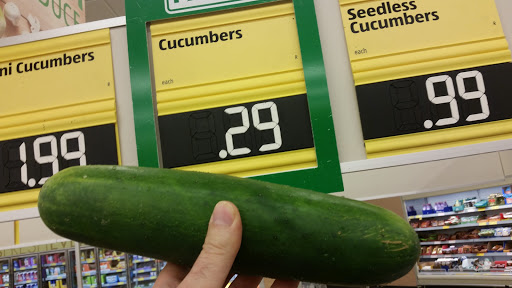 ni Cucumbers
1.99
Cucumbers
each
.29
Seedless
Cucumbers
each
.99